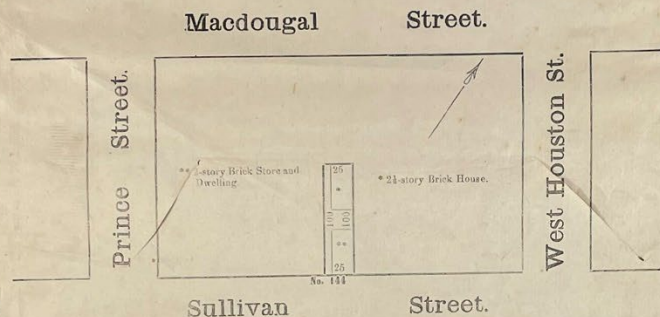 Macdougal Street.
Prince Street.
West Houston St.
** -story Brick Store and
Dwelling
* 2½-story Brick House.
25
*
100 100
**
25
No. 144
Sullivan Street.